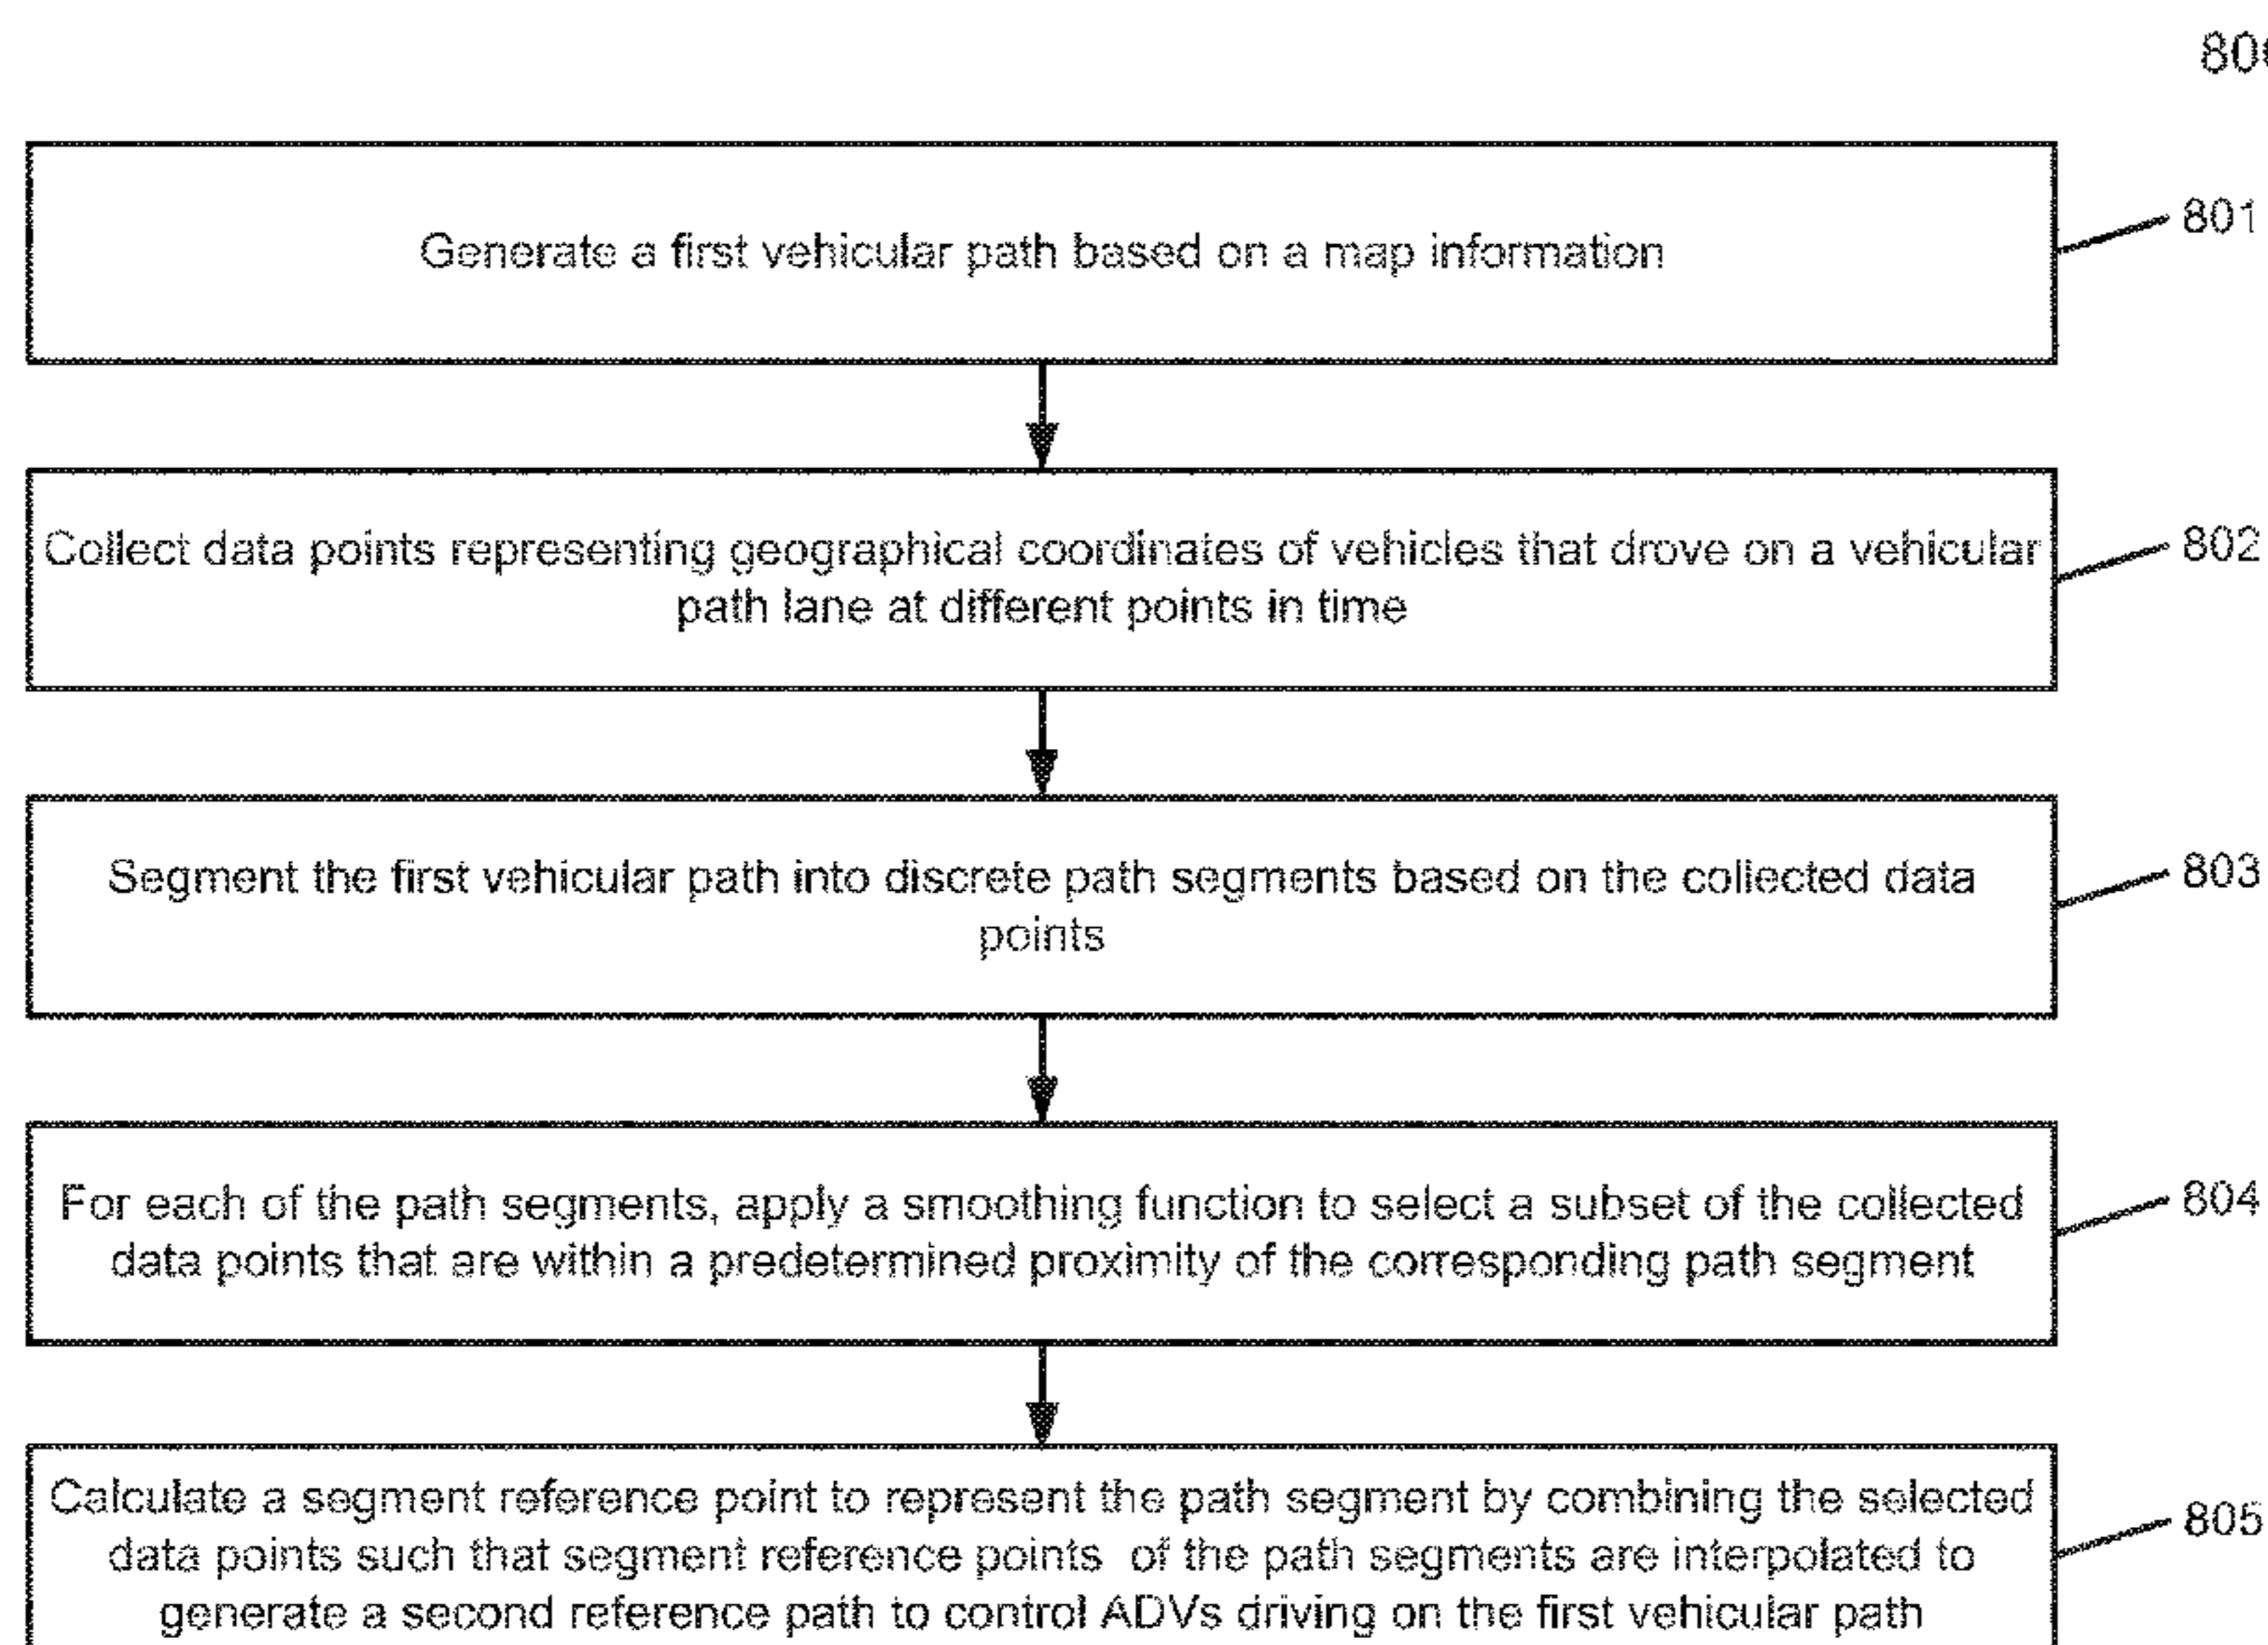 Generate a first vehicular path based on a map information
801
Collect data points representing geographical coordinates of vehicles that drove on a vehicular
path lane at different points in time
802
Segment the first vehicular path into discrete path segments based on the collected data
points
803
For each of the path segments, apply a smoothing function to select a subset of the collected
data points that are within a predetermined proximity of the corresponding path segment
804
Calculate a segment reference point to represent the path segment by combining the selected
data points such that segment reference points of the path segments are interpolated to
generate a second reference path to control ADVs driving on the first vehicular path
805